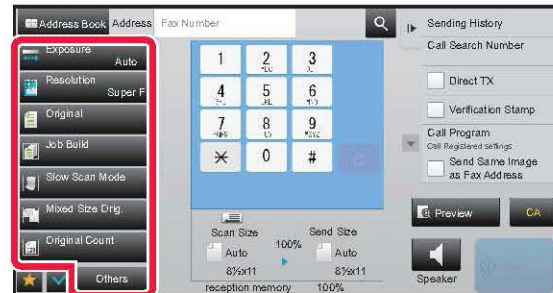 Address Book Address Fax Number
Exposure
Auto
Resolution
Super F
Original
Job Build
Slow Scan Mode
Mixed Size Orig.
Original Count
Others
1 2 3
4 5 6
7 8 9
0 #
C
Scan Size Send Size
100%
Auto Auto
8½x11 8½x11
reception memory 100%
Sending History
Call Search Number
Direct TX
Verification Stamp
Call Program
Call Registered settings
Send Same Image
as Fax Address
Preview CA
Speaker